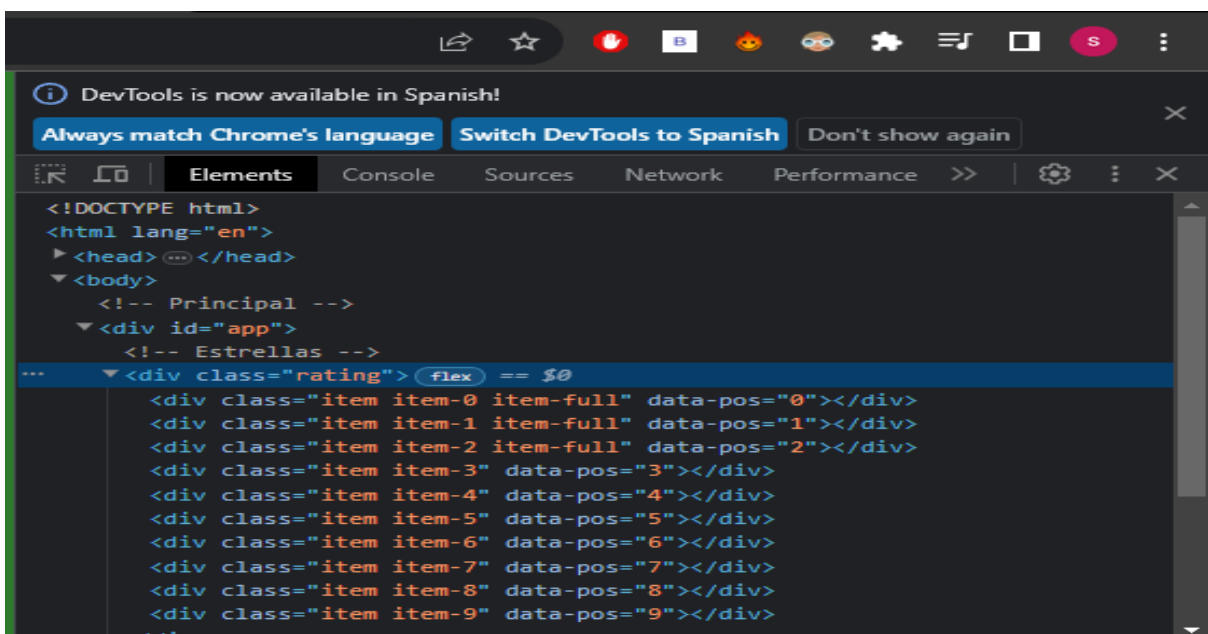 B
S
DevTools is now available in Spanish!
Always match Chrome's language Switch DevTools to Spanish Don't show again
Elements Console Sources Network Performance >>
<!DOCTYPE html>
<html lang="en">
<head> ... </head>
<body>
<!-- Principal -->
<div id="app">
<!-- Estrellas -->
... <div class="rating"> flex == $0
<div class="item item-0 item-full" data-pos="0"></div>
<div class="item item-1 item-full" data-pos="1"></div>
<div class="item item-2 item-full" data-pos="2"></div>
<div class="item item-3" data-pos="3"></div>
<div class="item item-4" data-pos="4"></div>
<div class="item item-5" data-pos="5"></div>
<div class="item item-6" data-pos="6"></div>
<div class="item item-7" data-pos="7"></div>
<div class="item item-8" data-pos="8"></div>
<div class="item item-9" data-pos="9"></div>